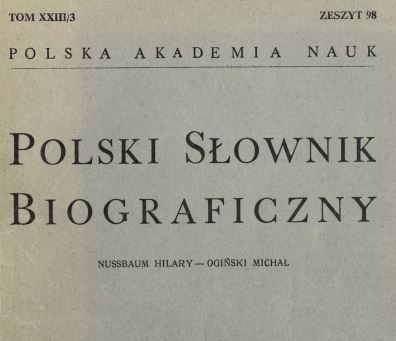 TOM XXIII/3 ZESZYT 98
POLSKA AKADEMIA NAUK
POLSKI SŁOWNIK
BIOGRAFICZNY
NUSSBAUM HILARY — OGIŃSKI MICHAŁ